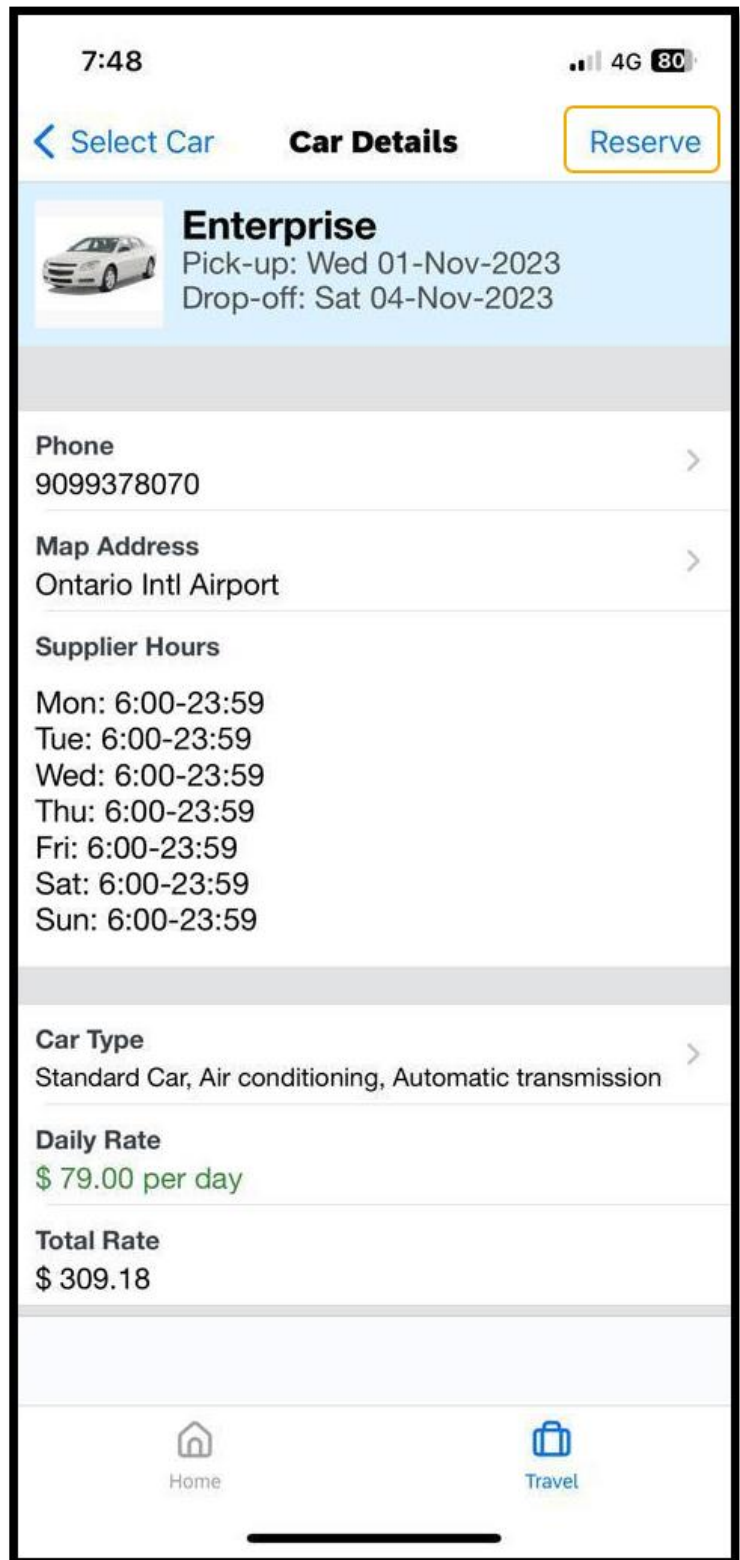 7:48 4G 80
Select Car Car Details Reserve
Enterprise
Pick-up: Wed 01-Nov-2023
Drop-off: Sat 04-Nov-2023
Phone
9099378070
Map Address
Ontario Intl Airport
Supplier Hours
Mon: 6:00-23:59
Tue: 6:00-23:59
Wed: 6:00-23:59
Thu: 6:00-23:59
Fri: 6:00-23:59
Sat: 6:00-23:59
Sun: 6:00-23:59
Car Type
Standard Car, Air conditioning, Automatic transmission
Daily Rate
$ 79.00 per day
Total Rate
$ 309.18
Home Travel